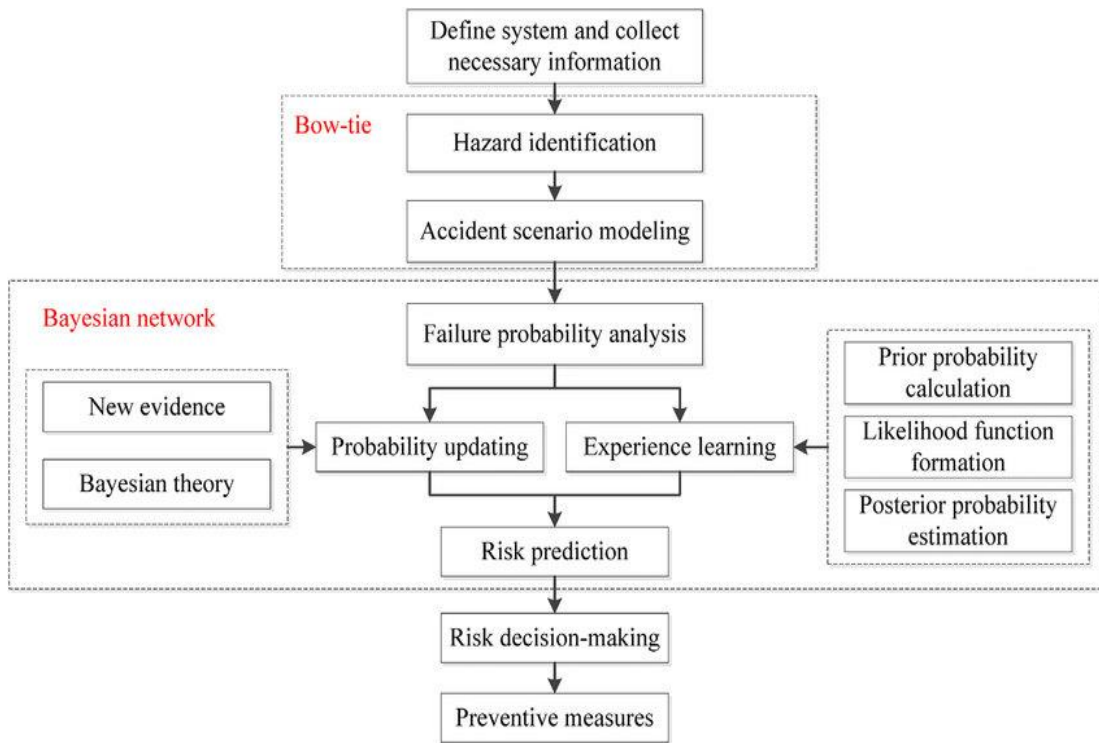 Define system and collect
necessary information
Bow-tie
Hazard identification
Accident scenario modeling
Bayesian network
Failure probability analysis
New evidence
Bayesian theory
Probability updating
Experience learning
Prior probability
calculation
Likelihood function
formation
Posterior probability
estimation
Risk prediction
Risk decision-making
Preventive measures